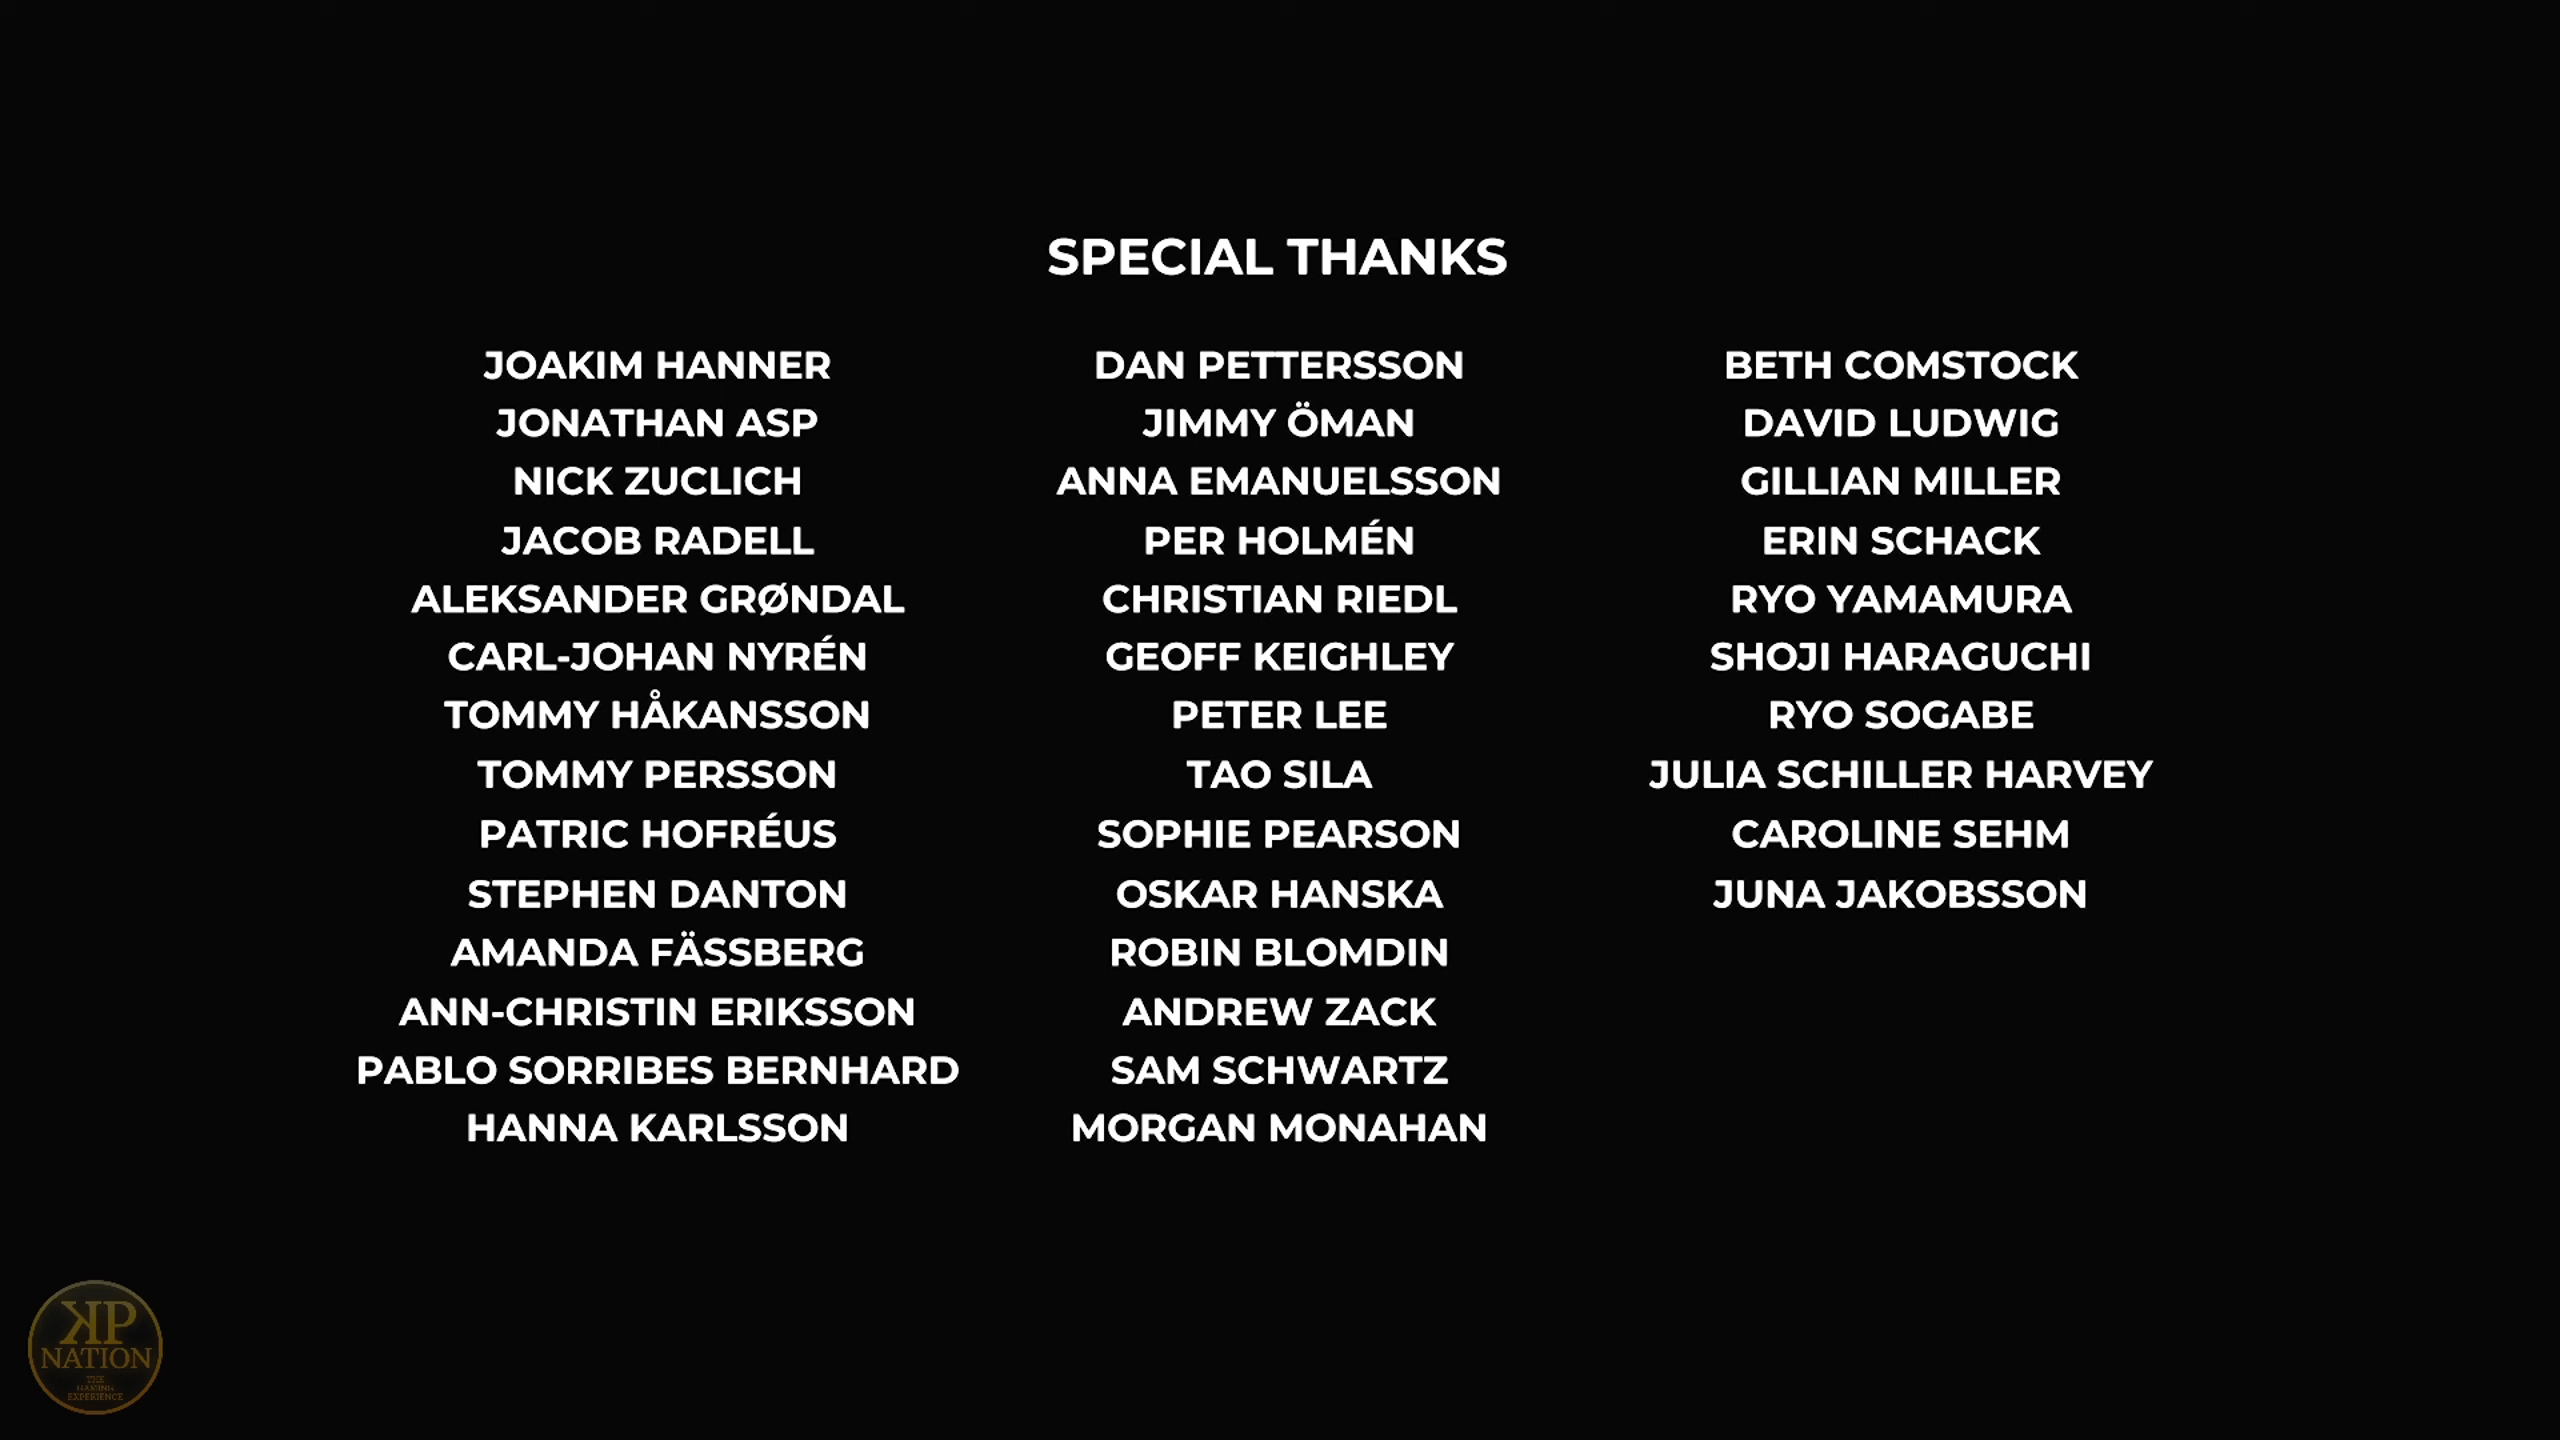 SPECIAL THANKS
JOAKIM HANNER
JONATHAN ASP
NICK ZUCLICH
JACOB RADELL
ALEKSANDER GRØNDAL
CARL-JOHAN NYRÉN
TOMMY HÅKANSSON
TOMMY PERSSON
PATRIC HOFRÉUS
STEPHEN DANTON
AMANDA FÄSSBERG
ANN-CHRISTIN ERIKSSON
PABLO SORRIBES BERNHARD
HANNA KARLSSON
DAN PETTERSSON
JIMMY ÖMAN
ANNA EMANUELSSON
PER HOLMÉN
CHRISTIAN RIEDL
GEOFF KEIGHLEY
PETER LEE
TAO SILA
SOPHIE PEARSON
OSKAR HANSKA
ROBIN BLOMDIN
ANDREW ZACK
SAM SCHWARTZ
MORGAN MONAHAN
BETH COMSTOCK
DAVID LUDWIG
GILLIAN MILLER
ERIN SCHACK
RYO YAMAMURA
SHOJI HARAGUCHI
RYO SOGABE
JULIA SCHILLER HARVEY
CAROLINE SEHM
JUNA JAKOBSSON
KP
NATION
THE
EXPERIENCE